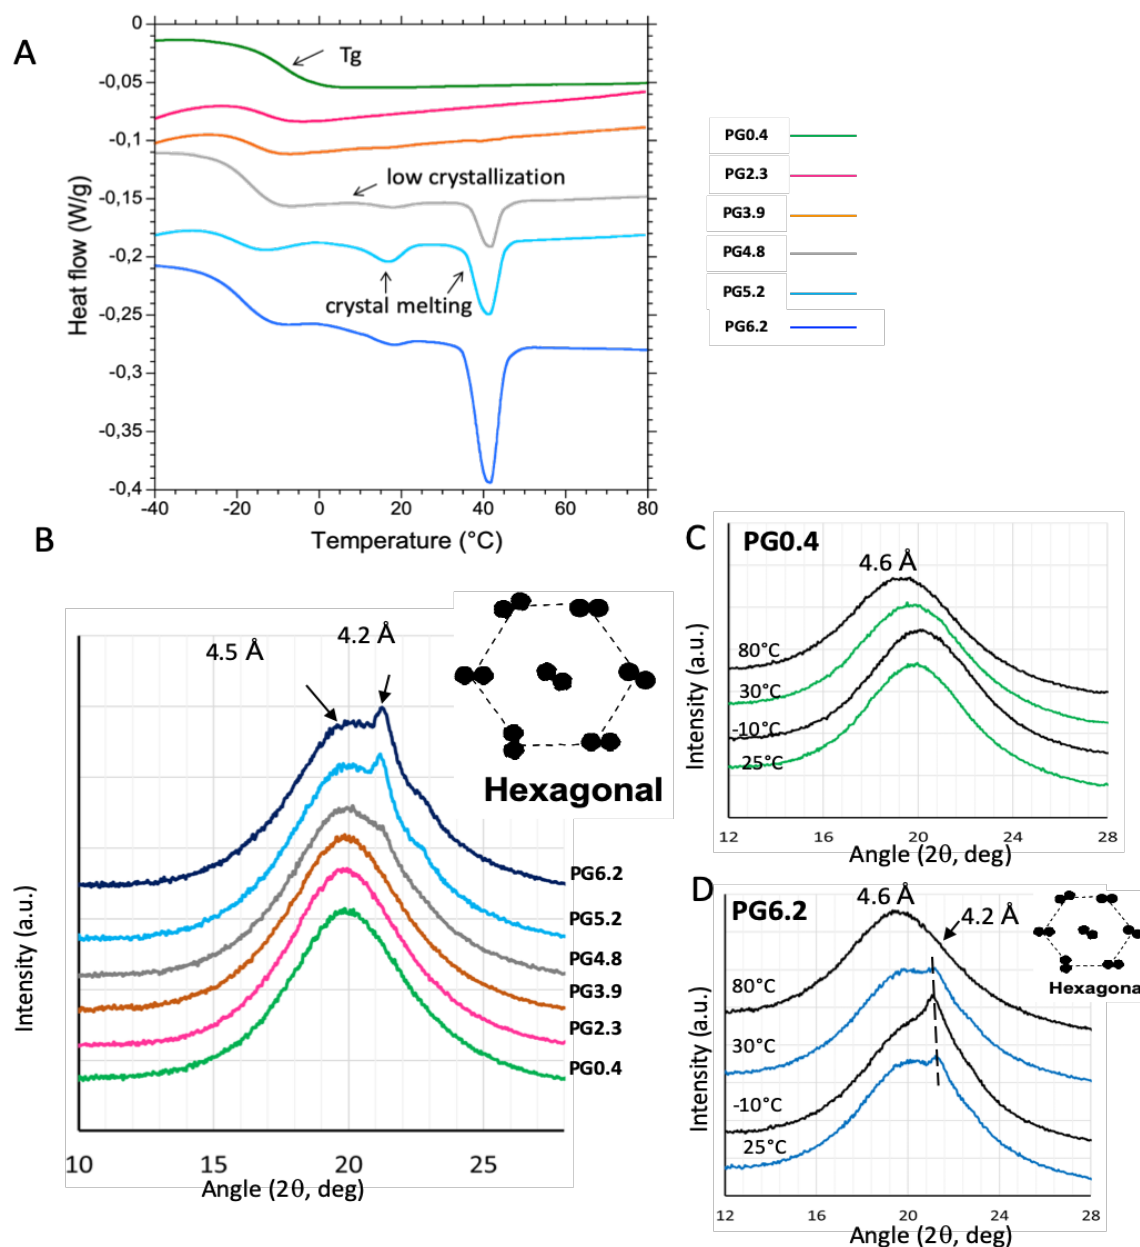 A
0
-0,05
-0,1
-0,15
-0,2
-0,25
-0,3
-0,35
-0,4
Heat flow (W/g)
Tg
low crystallization
crystal melting
-40 -20 0 20 40 60 80
Temperature (°C)
PG0.4
PG2.3
PG3.9
PG4.8
PG5.2
PG6.2
B
4.5 Å
4.2 Å
Hexagonal
PG6.2
PG5.2
PG4.8
PG3.9
PG2.3
PG0.4
Intensity (a.u.)
10 15 20 25
Angle (2θ, deg)
C
PG0.4
4.6 Å
80°C
30°C
-10°C
25°C
Intensity (a.u.)
12 16 20 24 28
Angle (2θ, deg)
D
PG6.2
4.6 Å
4.2 Å
Hexagonal
80°C
30°C
-10°C
25°C
Intensity (a.u.)
12 16 20 24 28
Angle (2θ, deg)